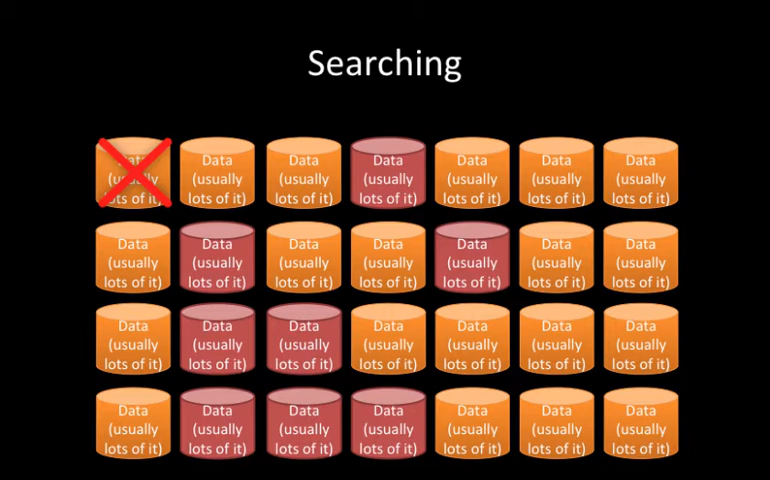 Searching
Data
(usually
lots of it)
Data
(usually
lots of it)
Data
(usually
lots of it)
Data
(usually
lots of it)
Data
(usually
lots of it)
Data
(usually
lots of it)
Data
(usually
lots of it)
Data
(usually
lots of it)
Data
(usually
lots of it)
Data
(usually
lots of it)
Data
(usually
lots of it)
Data
(usually
lots of it)
Data
(usually
lots of it)
Data
(usually
lots of it)
Data
(usually
lots of it)
Data
(usually
lots of it)
Data
(usually
lots of it)
Data
(usually
lots of it)
Data
(usually
lots of it)
Data
(usually
lots of it)
Data
(usually
lots of it)
Data
(usually
lots of it)
Data
(usually
lots of it)
Data
(usually
lots of it)
Data
(usually
lots of it)
Data
(usually
lots of it)
Data
(usually
lots of it)
Data
(usually
lots of it)